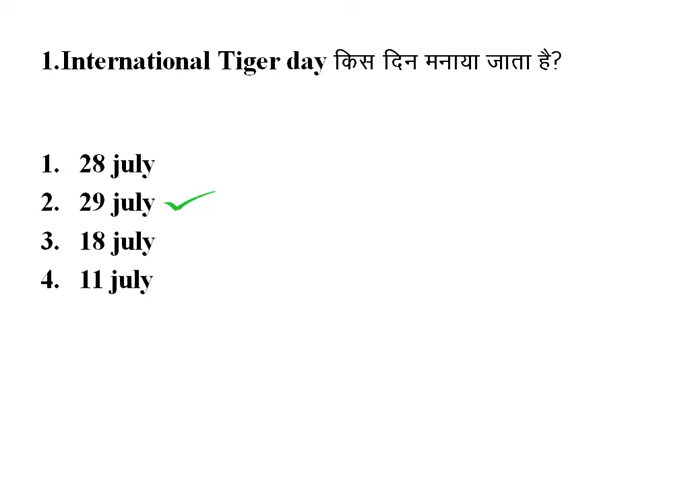 1.International Tiger day किस दिन मनाया जाता है?
1. 28 july
2. 29 july
3. 18 july
4. 11 july